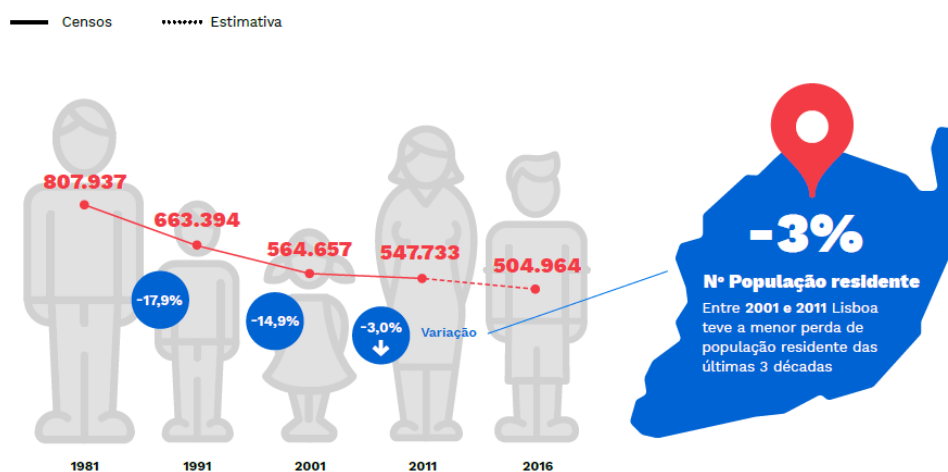 Censos
Estimativa
807.937
663.394
564.657
547.733
504.964
-17,9%
-14,9%
-3,0%
Variação
1981
1991
2001
2011
2016
-3%
Nº População residente
Entre 2001 e 2011 Lisboa
teve a menor perda de
população residente das
últimas 3 décadas